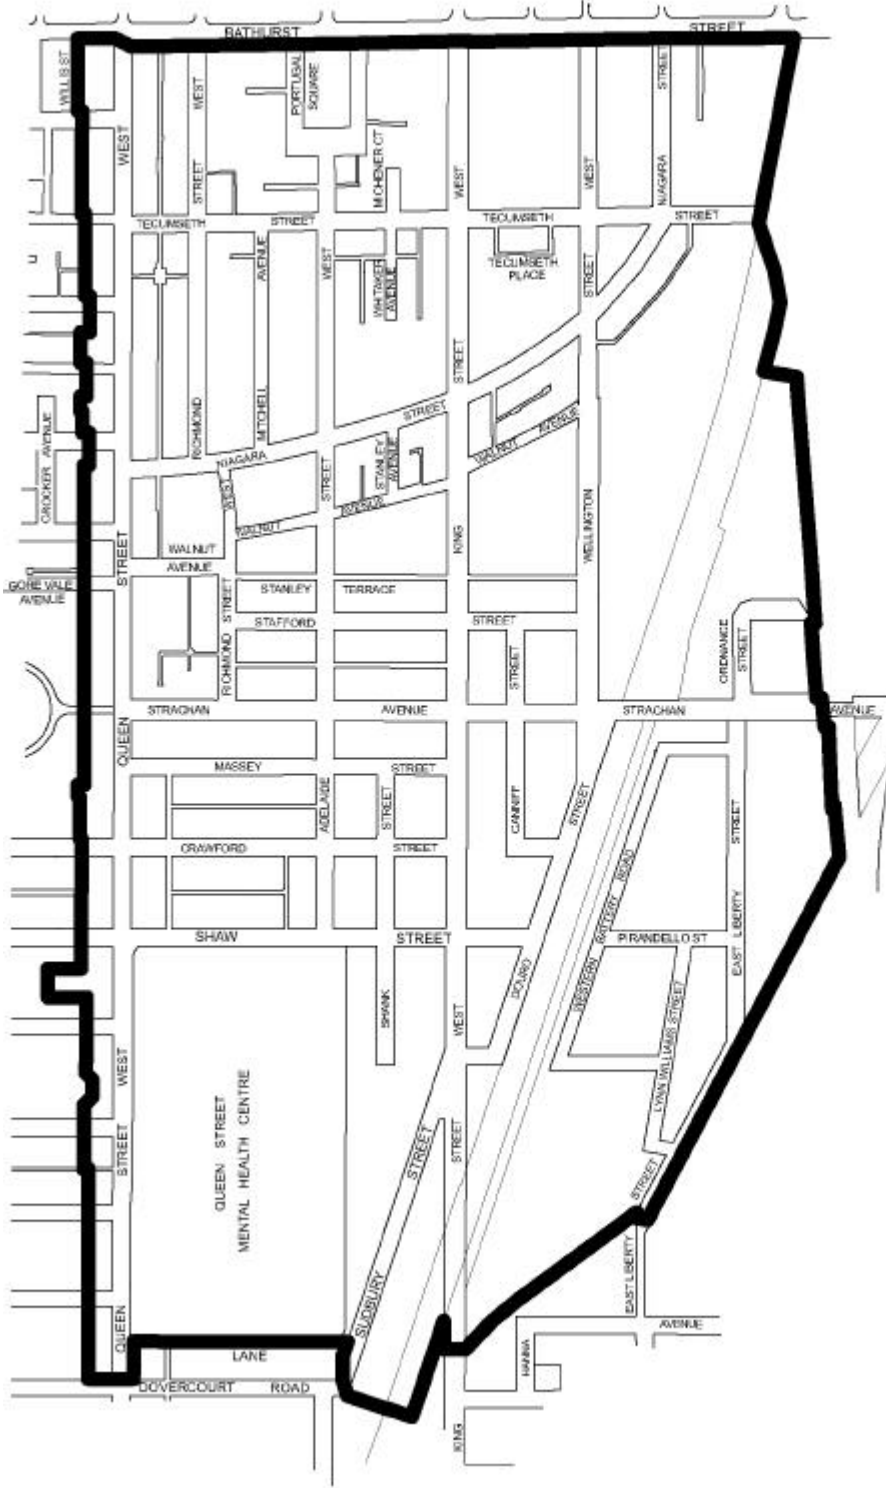 BATHURST STREET
WILLIS ST
WEST
WEST
STREET
PORTUGAL
SQUARE
MICHENER CT
WEST
WEST
STREET
NIAGARA
TECUMSETH STREET
TECUMSETH STREET
TECUMSETH
PLACE
AVENUE
MITCHELL
WEST
WHITAKER
AVENUE
STREET
STREET
RICHMOND
CROCKER AVENUE
NIAGARA STREET
STREET
STANLEY
AVENUE
WALNUT AVENUE
WEST
WALNUT AVENUE
KING
WELLINGTON
STREET
WALNUT
AVENUE
GORE VALE
AVENUE
STREET
RICHMOND
STANLEY TERRACE
STAFFORD STREET
STREET
CANNIFF
ORDNANCE
STREET
STRACHAN AVENUE
STRACHAN AVENUE
QUEEN
MASSEY STREET
ADELAIDE
STREET
STREET
STREET
CRAWFORD STREET
WESTERN BATTERY ROAD
EAST LIBERTY
SHAW STREET
PIRANDELLO ST
DOURO
SHANK
WEST
LYNN WILLIAMS STREET
WEST
STREET
QUEEN STREET
MENTAL HEALTH CENTRE
STREET
STREET
STREET
SUDBURY
EAST LIBERTY
QUEEN
LANE
AVENUE
HANNA
DOVERCOURT ROAD
KING